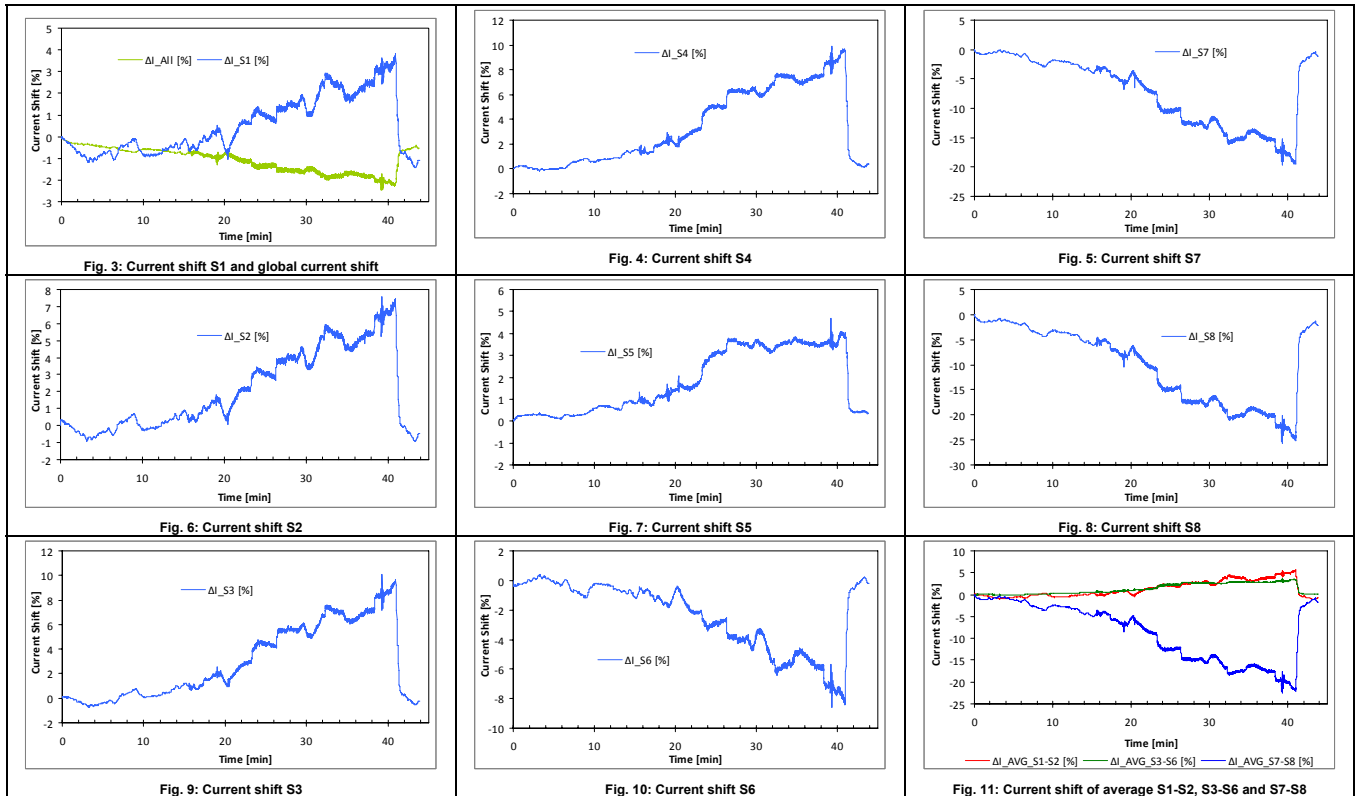 5
4
3
2
1
0
-1
-2
-3
0 10 20 30 40
Current Shift [%]
Time [min]
ΔI_All [%] ΔI_S1 [%]
Fig. 3: Current shift S1 and global current shift
12
10
8
6
4
2
0
-2
0 10 20 30 40
Current Shift [%]
Time [min]
ΔI_S4 [%]
Fig. 4: Current shift S4
5
0
-5
-10
-15
-20
-25
0 10 20 30 40
Current Shift [%]
Time [min]
ΔI_S7 [%]
Fig. 5: Current shift S7
8
7
6
5
4
3
2
1
0
-1
-2
0 10 20 30 40
Current Shift [%]
Time [min]
ΔI_S2 [%]
Fig. 6: Current shift S2
6
5
4
3
2
1
0
-1
-2
0 10 20 30 40
Current Shift [%]
Time [min]
ΔI_S5 [%]
Fig. 7: Current shift S5
5
0
-5
-10
-15
-20
-25
-30
0 10 20 30 40
Current Shift [%]
Time [min]
ΔI_S8 [%]
Fig. 8: Current shift S8
12
10
8
6
4
2
0
-2
0 10 20 30 40
Current Shift [%]
Time [min]
ΔI_S3 [%]
Fig. 9: Current shift S3
2
0
-2
-4
-6
-8
-10
0 10 20 30 40
Current Shift [%]
Time [min]
ΔI_S6 [%]
Fig. 10: Current shift S6
10
5
0
-5
-10
-15
-20
-25
0 10 20 30 40
Current Shift [%]
Time [min]
ΔI_AVG_S1-S2 [%] ΔI_AVG_S3-S6 [%] ΔI_AVG_S7-S8 [%]
Fig. 11: Current shift of average S1-S2, S3-S6 and S7-S8